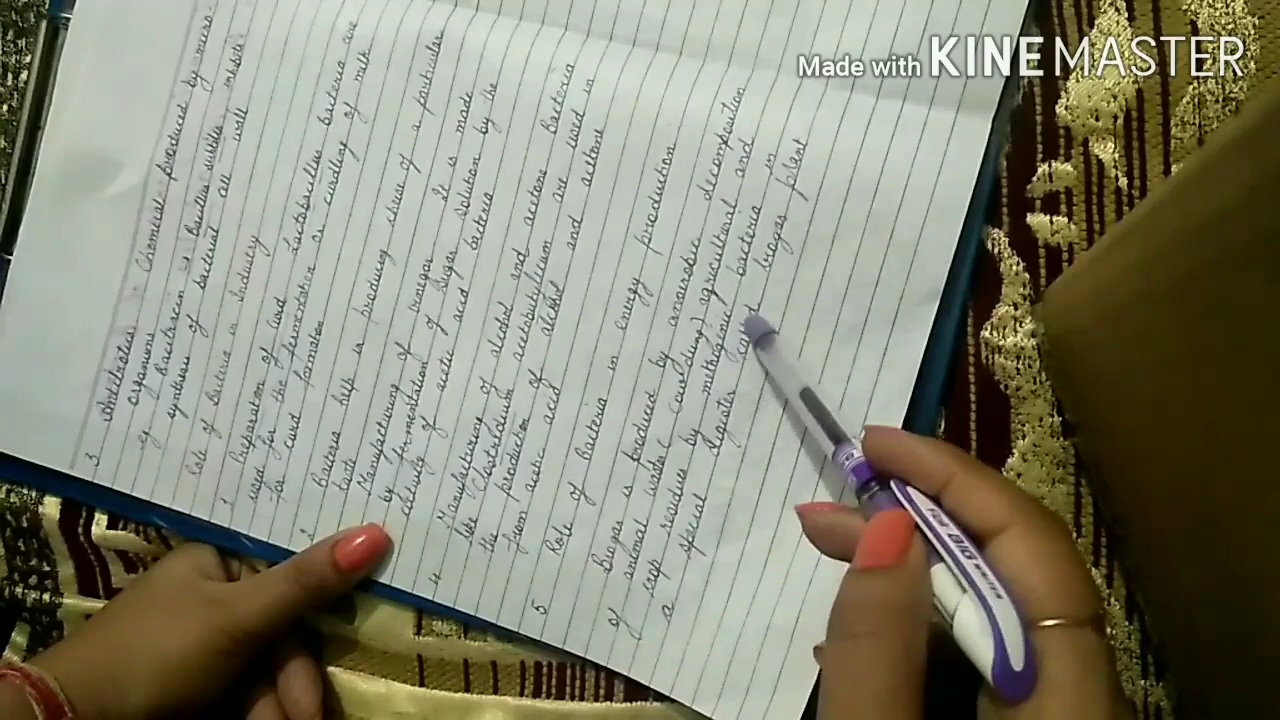 Made with KINEMASTER
3 Antibiotics Chemical produced by micro-
organisms
eg Bacitracin → Bacillus subtilis inhibits
synthesis of bacterial cell wall
Role of Bacteria in Industry
1 Preparation of Curd Lactobacillus bacteria are
used for the fermentation or curdling of milk
for curd formation
2 Bacteria help in producing cheese of a particular
taste
Manufacturing of vinegar It is made
by fermentation of sugar solution by the
activity of acetic acid bacteria
4 Manufacturing of alcohol and acetone Bacteria
like Clostridium acetobutylicum are used in
the production of alcohol and acetone
from acetic acid
5 Role of Bacteria in energy production
Biogas is produced by anaerobic decomposition
of animal waste (cowdung) agricultural and
crop residues by methogenic bacteria in
a special digester biogas plant
FOR BIG WRITER